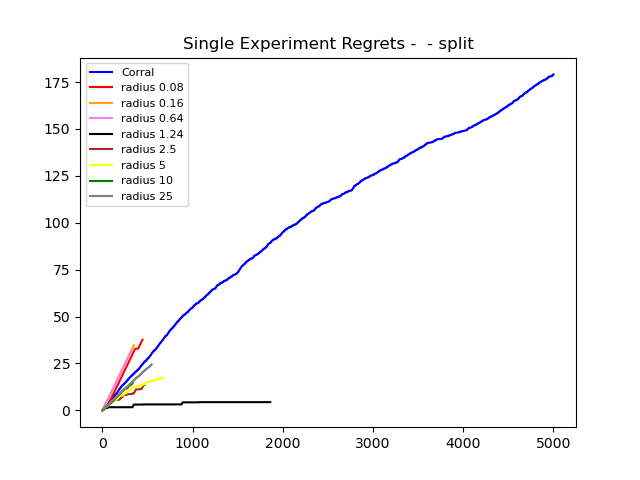 Single Experiment Regrets -  - split
Corral
radius 0.08
radius 0.16
radius 0.64
radius 1.24
radius 2.5
radius 5
radius 10
radius 25
175
150
125
100
75
50
25
0
0 1000 2000 3000 4000 5000